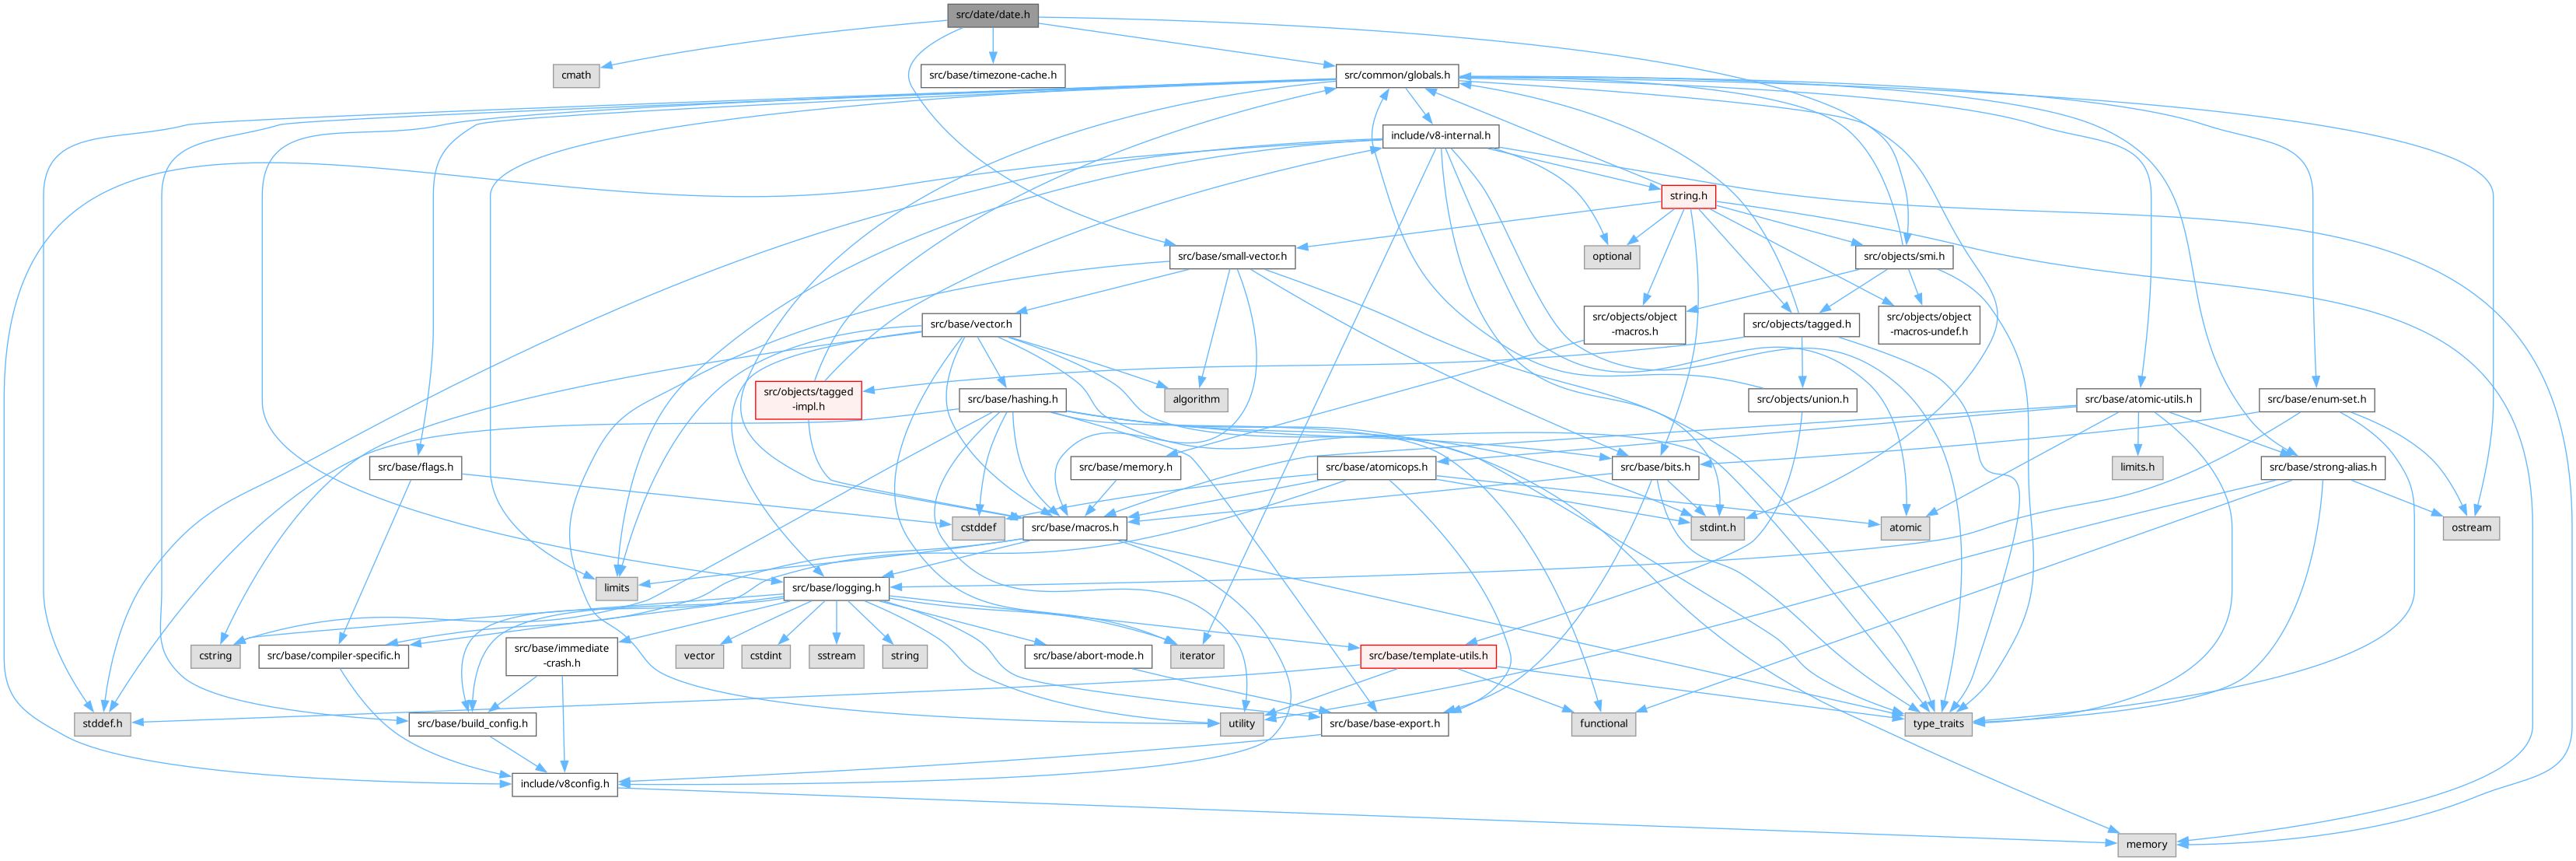 src/date/date.h
cmath
src/base/timezone-cache.h
src/common/globals.h
include/v8-internal.h
string.h
src/base/small-vector.h
optional
src/objects/smi.h
src/base/vector.h
src/objects/object
-macros.h
src/objects/tagged.h
src/objects/object
-macros-undef.h
src/objects/tagged
-impl.h
src/base/hashing.h
algorithm
src/objects/union.h
src/base/atomic-utils.h
src/base/enum-set.h
src/base/flags.h
src/base/memory.h
src/base/atomicops.h
src/base/bits.h
limits.h
src/base/strong-alias.h
cstddef
src/base/macros.h
stdint.h
atomic
ostream
limits
src/base/logging.h
cstring
src/base/compiler-specific.h
src/base/immediate
-crash.h
vector
cstdint
sstream
string
src/base/abort-mode.h
iterator
src/base/template-utils.h
stddef.h
src/base/build_config.h
utility
src/base/base-export.h
functional
type_traits
include/v8config.h
memory